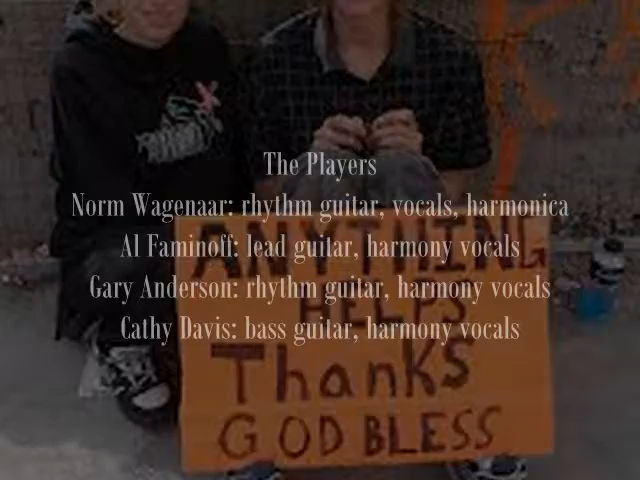 The Players
Norm Wagenaar: rhythm guitar, vocals, harmonica
Al Faminoff: lead guitar, harmony vocals
Gary Anderson: rhythm guitar, harmony vocals
Cathy Davis: bass guitar, harmony vocals
ANYTHING
HELPS
Thanks
GOD BLESS